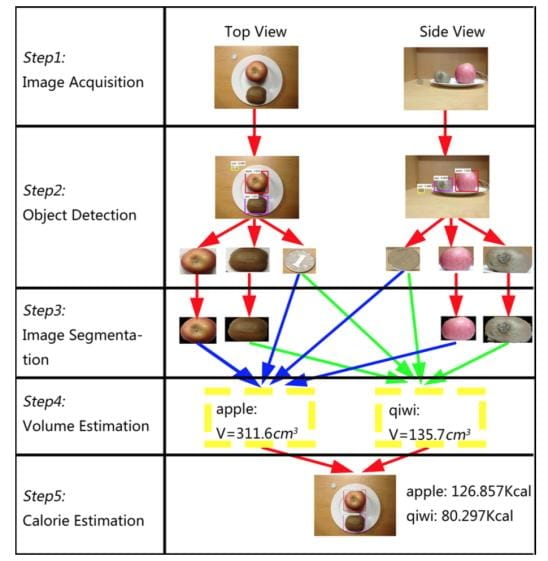 Top View
Side View
Step1:
Image Acquisition
Step2:
Object Detection
1
Step3:
Image Segmenta-
tion
Step4:
Volume Estimation
apple:
V=311.6cm³
qiwi:
V=135.7cm³
Step5:
Calorie Estimation
apple: 126.857Kcal
qiwi: 80.297Kcal